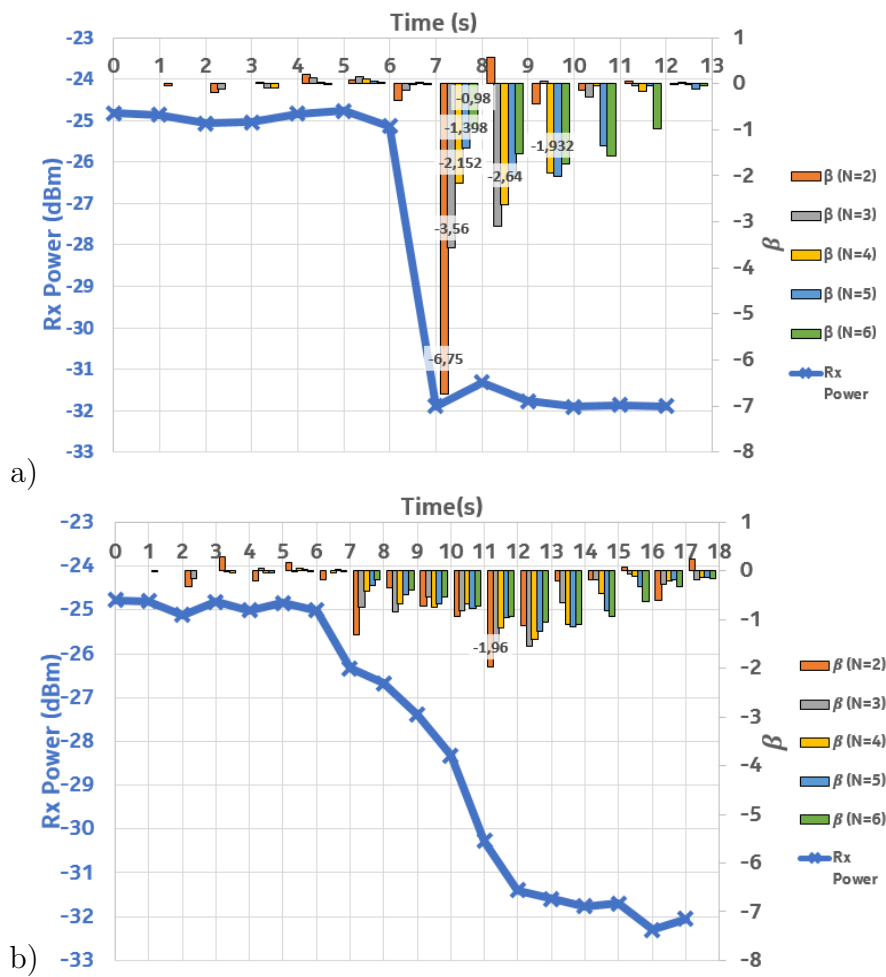 Time (s)
-23
-24
-25
-26
-27
-28
-29
-30
-31
-32
-33
Rx Power (dBm)
0 1 2 3 4 5 6 7 8 9 10 11 12 13
1
0
-1
-2
-3
-4
-5
-6
-7
-8
β
-0,98
-1,398
-2,152
-3,56
-6,75
-2,64
-1,932
β (N=2)
β (N=3)
β (N=4)
β (N=5)
β (N=6)
Rx
Power
a)
Time(s)
-23
-24
-25
-26
-27
-28
-29
-30
-31
-32
-33
Rx Power (dBm)
0 1 2 3 4 5 6 7 8 9 10 11 12 13 14 15 16 17 18
1
0
-1
-2
-3
-4
-5
-6
-7
-8
β
-1,96
β (N=2)
β (N=3)
β (N=4)
β (N=5)
β (N=6)
Rx
Power
b)